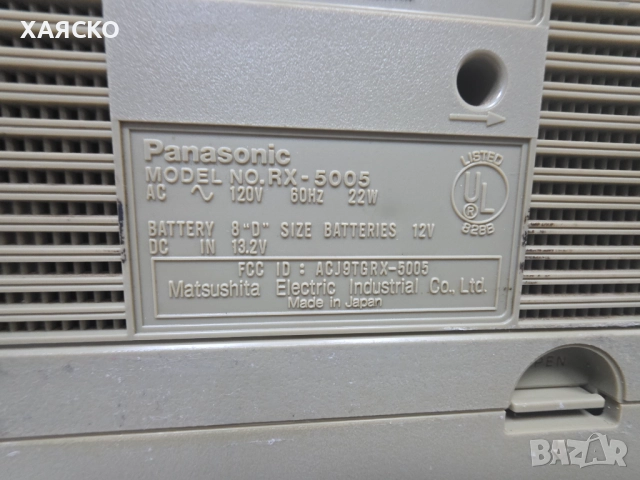 ХАЯСКО
Panasonic
MODEL NO. RX-5005
AC 120V 60Hz 22W
BATTERY 8 "D" SIZE BATTERIES 12V
DC IN 13.2V
FCC ID : ACJ9TGRX-5005
Matsushita Electric Industrial Co., Ltd.
Made in Japan
LISTED
UL
®
828B
BAZAR